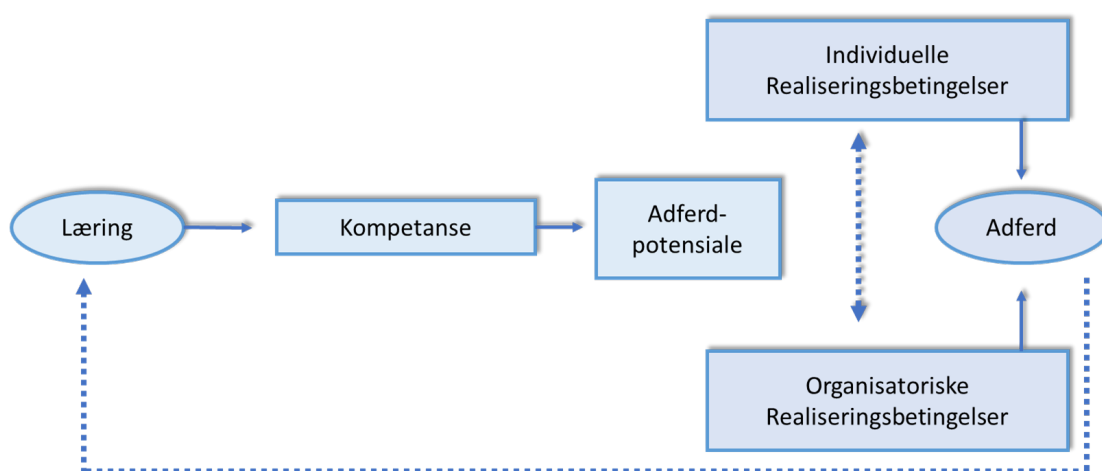 Individuelle
Realiseringsbetingelser
Læring
Kompetanse
Adferd-
potensiale
Adferd
Organisatoriske
Realiseringsbetingelser